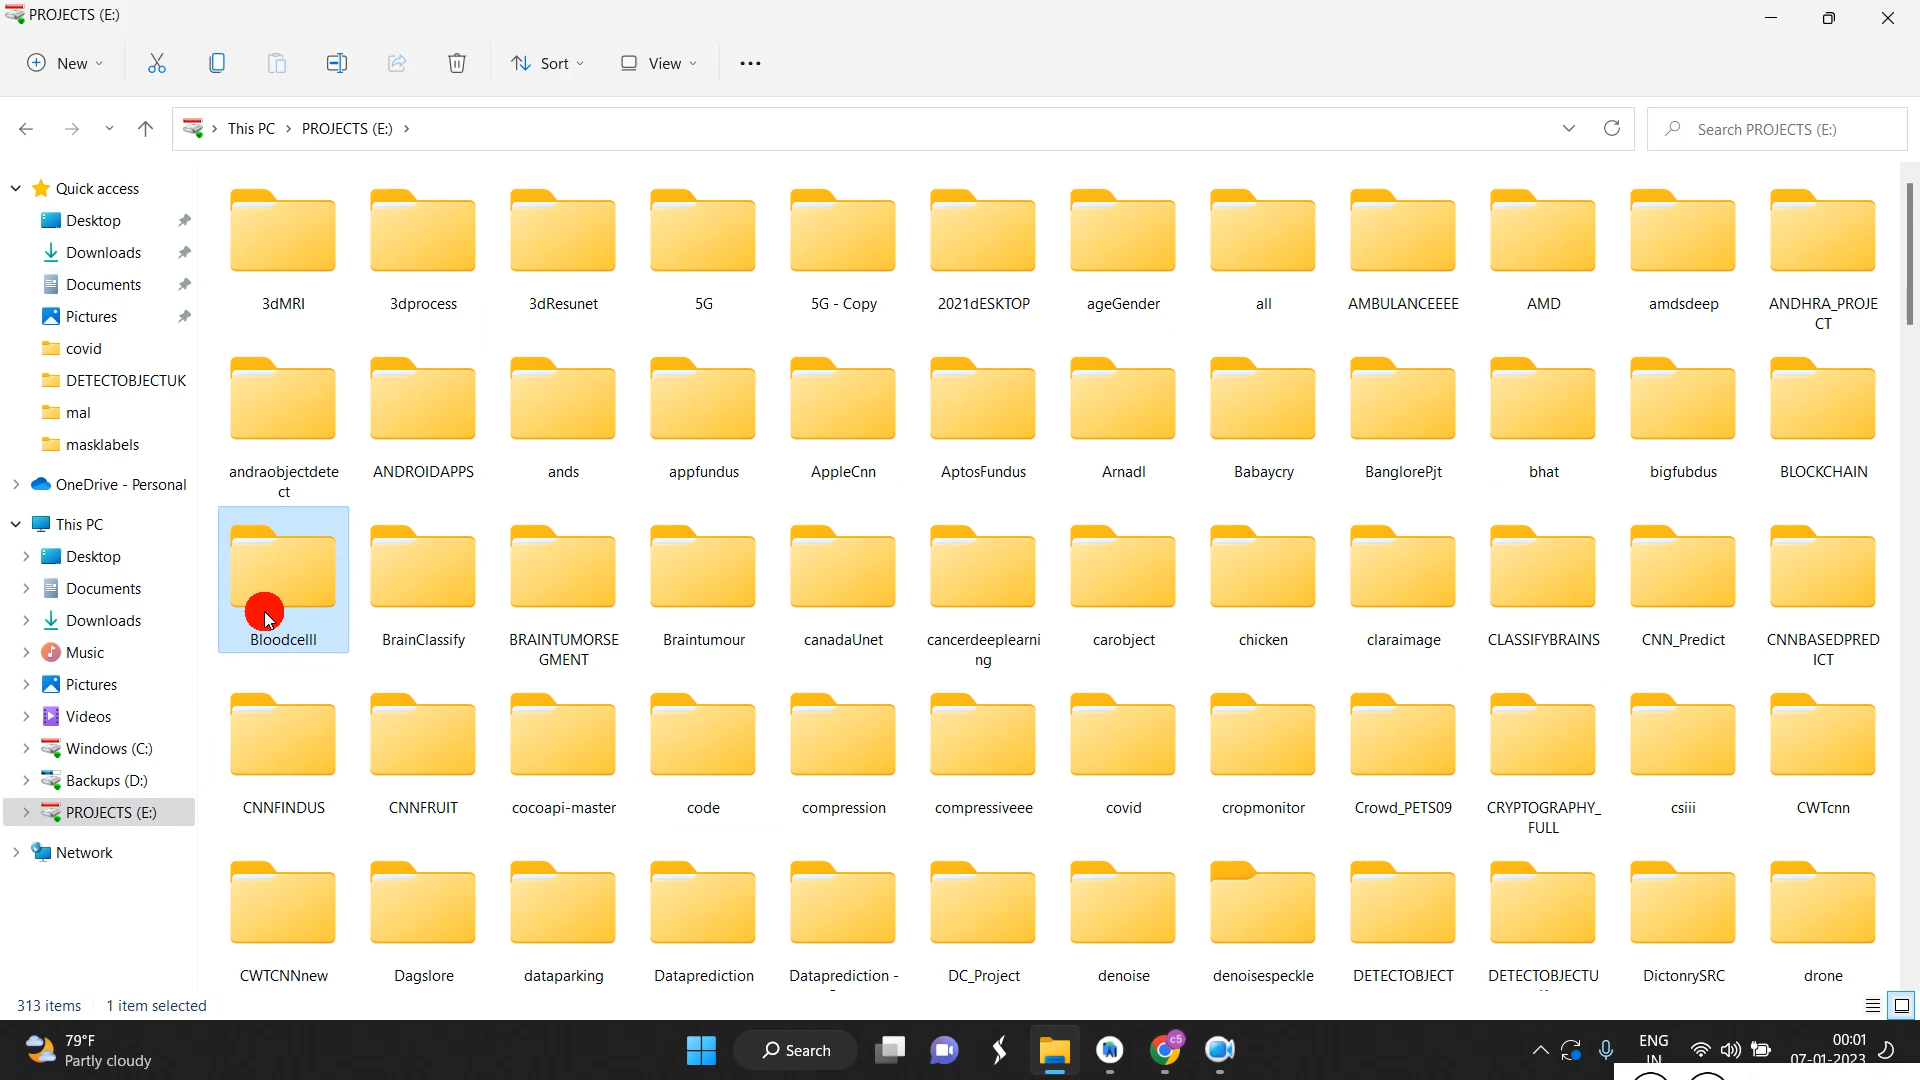 PROJECTS (E:)
New
Sort
View
This PC
PROJECTS (E:)
Search PROJECTS (E:)
Quick access
Desktop
Downloads
Documents
Pictures
covid
DETECTOBJECTUK
mal
masklabels
OneDrive - Personal
This PC
Desktop
Documents
Downloads
Music
Pictures
Videos
Windows (C:)
Backups (D:)
PROJECTS (E:)
Network
3dMRI
3dprocess
3dResunet
5G
5G - Copy
2021dESKTOP
ageGender
all
AMBULANCEEEE
AMD
amdsdeep
ANDHRA_PROJE
CT
andraobjectdete
ct
ANDROIDAPPS
ands
appfundus
AppleCnn
AptosFundus
Arnadl
Babaycry
BanglorePjt
bhat
bigfubdus
BLOCKCHAIN
Bloodcelll
BrainClassify
BRAINTUMORSE
GMENT
Braintumour
canadaUnet
cancerdeeplearni
ng
carobject
chicken
claraimage
CLASSIFYBRAINS
CNN_Predict
CNNBASEDPRED
ICT
CNNFINDUS
CNNFRUIT
cocoapi-master
code
compression
compressiveee
covid
cropmonitor
Crowd_PETS09
CRYPTOGRAPHY_
FULL
csiii
CWTcnn
CWTCNNnew
Dagslore
dataparking
Dataprediction
Dataprediction -
DC_Project
denoise
denoisespeckle
DETECTOBJECT
DETECTOBJECTU
DictonrySRC
drone
313 items
1 item selected
79°F
Partly cloudy
Search
c5
ENG
IN
00:01
07-01-2023